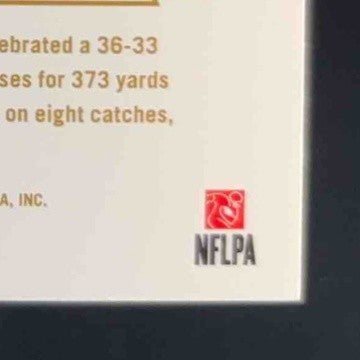 ebrated a 36-33
ses for 373 yards
on eight catches,
A, INC.
NFLPA